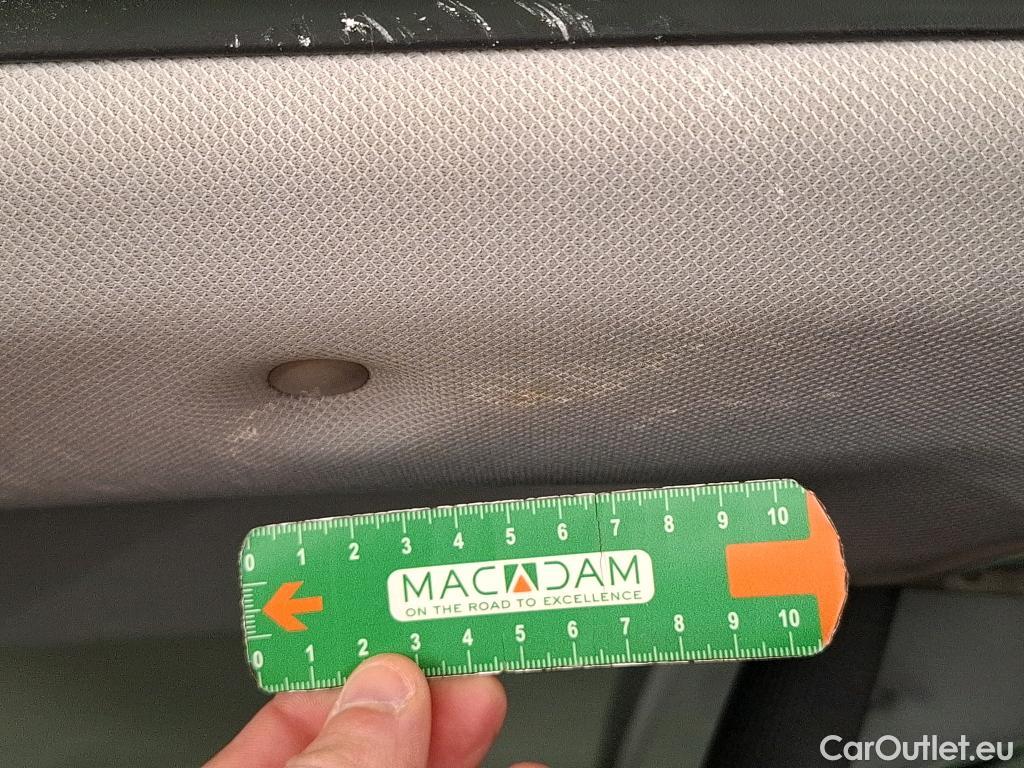 0 1 2 3 4 5 6 7 8 9 10
MACADAM
ON THE ROAD TO EXCELLENCE
0 1 2 3 4 5 6 7 8 9 10
CarOutlet.eu